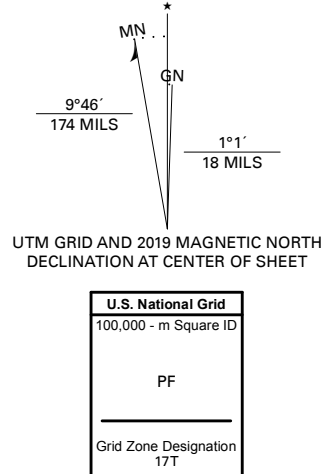 ★
MN
GN
9°46´
174 MILS
1°1´
18 MILS
UTM GRID AND 2019 MAGNETIC NORTH
DECLINATION AT CENTER OF SHEET
U.S. National Grid
100,000 - m Square ID
PF
Grid Zone Designation
17T